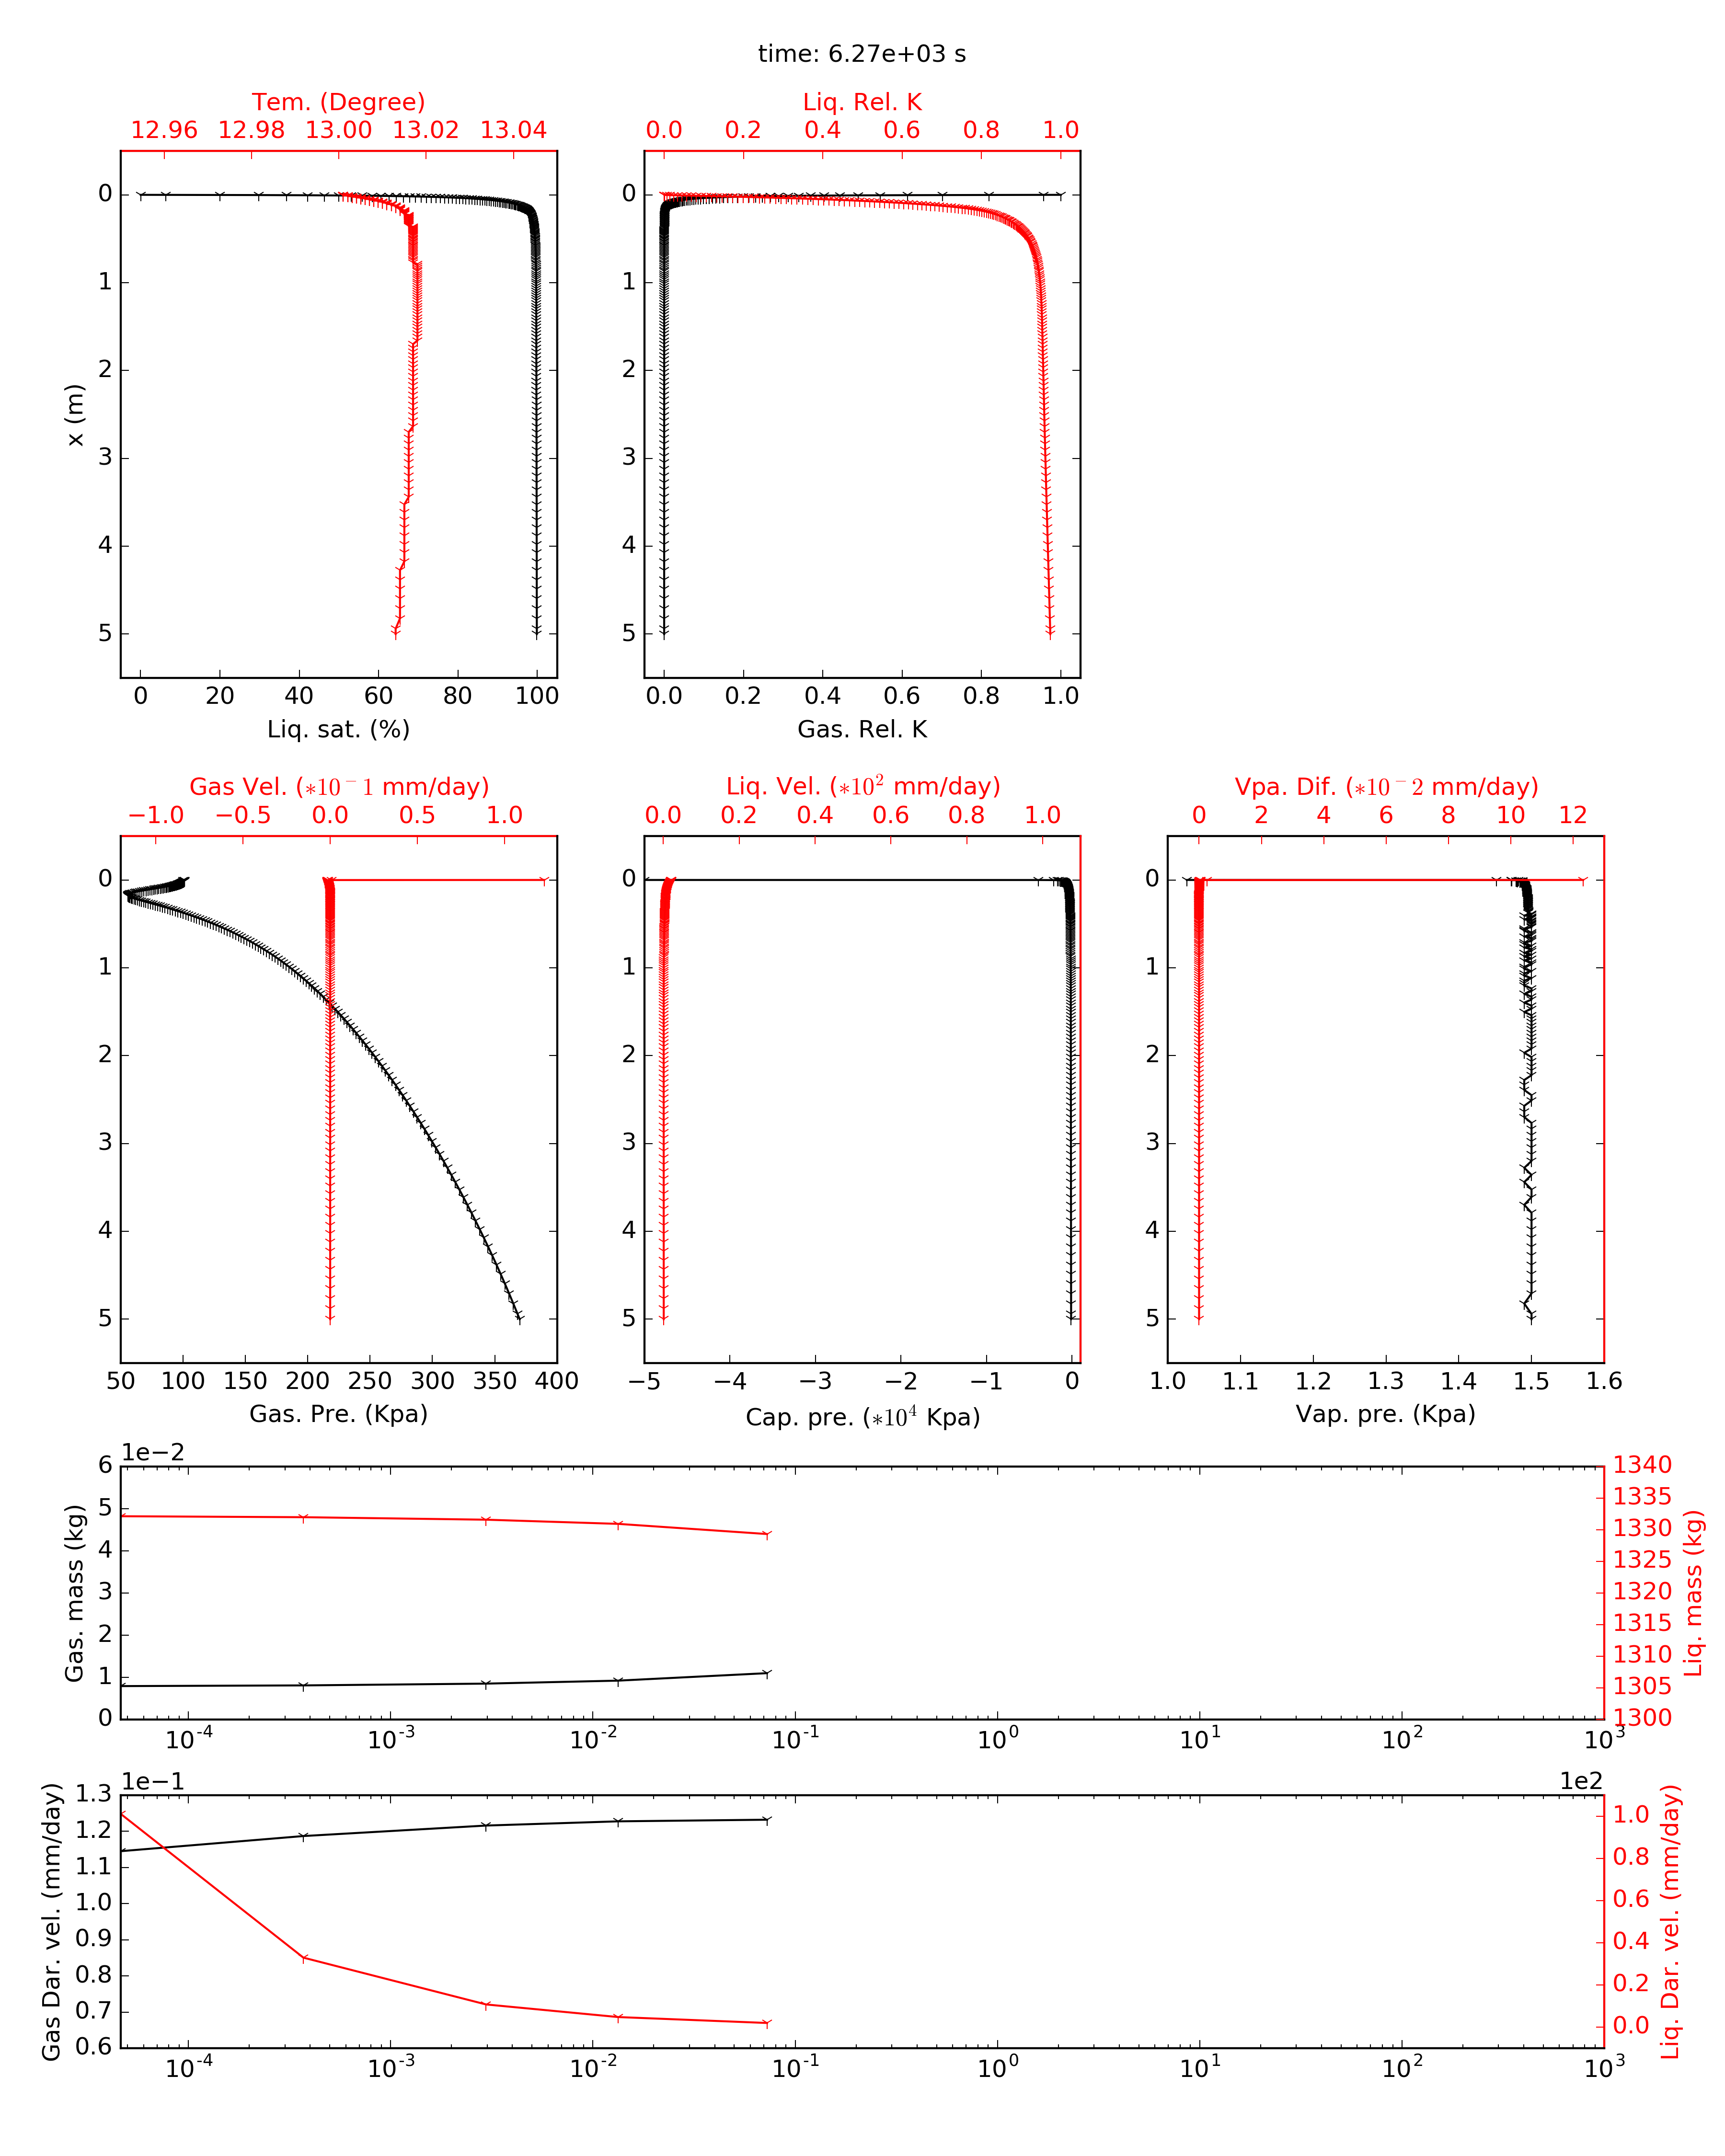 time: 6.27e+03 s
Tem. (Degree)
12.96 12.98 13.00 13.02 13.04
Liq. Rel. K
0.0 0.2 0.4 0.6 0.8 1.0
x (m)
0
1
2
3
4
5
0 20 40 60 80 100
Liq. sat. (%)
0
1
2
3
4
5
0.0 0.2 0.4 0.6 0.8 1.0
Gas. Rel. K
Gas Vel. (*10⁻1 mm/day)
−1.0 −0.5 0.0 0.5 1.0
0
1
2
3
4
5
50 100 150 200 250 300 350 400
Gas. Pre. (Kpa)
Liq. Vel. (*10² mm/day)
0.0 0.2 0.4 0.6 0.8 1.0
0
1
2
3
4
5
−5 −4 −3 −2 −1 0
Cap. pre. (*10⁴ Kpa)
Vpa. Dif. (*10⁻2 mm/day)
0 2 4 6 8 10 12
0
1
2
3
4
5
1.0 1.1 1.2 1.3 1.4 1.5 1.6
Vap. pre. (Kpa)
1e−2
Gas. mass (kg)
6
5
4
3
2
1
0
10⁻⁴ 10⁻³ 10⁻² 10⁻¹ 10⁰ 10¹ 10² 10³
1340
1335
1330
1325
1320
1315
1310
1305
1300
Liq. mass (kg)
1e−1
1e2
Gas Dar. vel. (mm/day)
1.3
1.2
1.1
1.0
0.9
0.8
0.7
0.6
10⁻⁴ 10⁻³ 10⁻² 10⁻¹ 10⁰ 10¹ 10² 10³
1.0
0.8
0.6
0.4
0.2
0.0
Liq. Dar. vel. (mm/day)